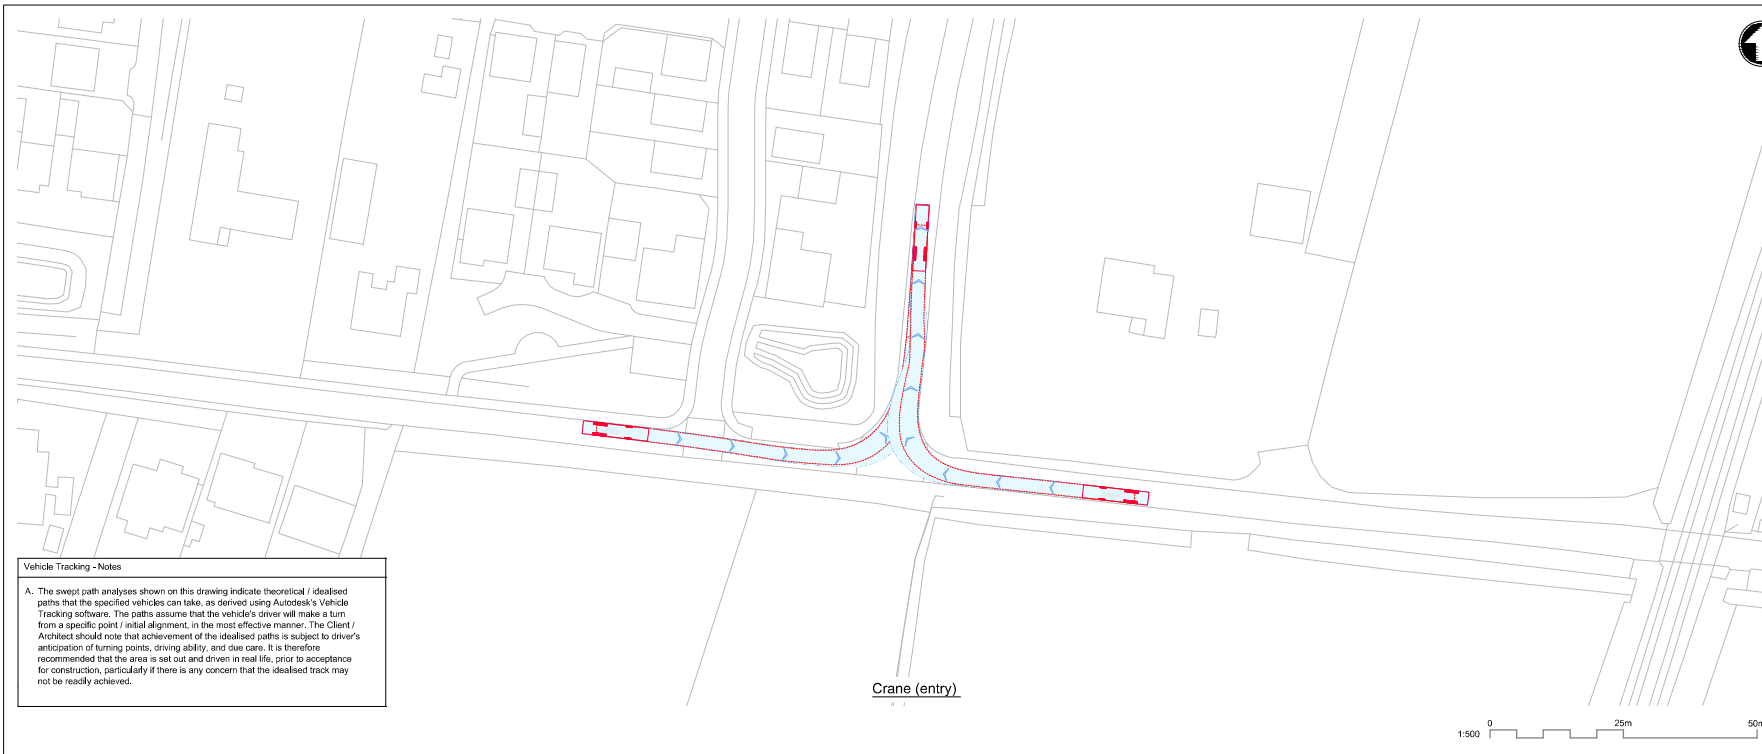 Vehicle Tracking - Notes
A. The swept path analyses shown on this drawing indicate theoretical / idealised
paths that the specified vehicles can take, as derived using Autodesk's Vehicle
Tracking software. The paths assume that the vehicle's driver will make a turn
from a specific point / initial alignment, in the most effective manner. The Client /
Architect should note that achievement of the idealised paths is subject to driver's
anticipation of turning points, driving ability, and due care. It is therefore
recommended that the area is set out and driven in real life, prior to acceptance
for construction, particularly if there is any concern that the idealised track may
not be readily achieved.
Crane (entry)
0 25m 50m
1:500